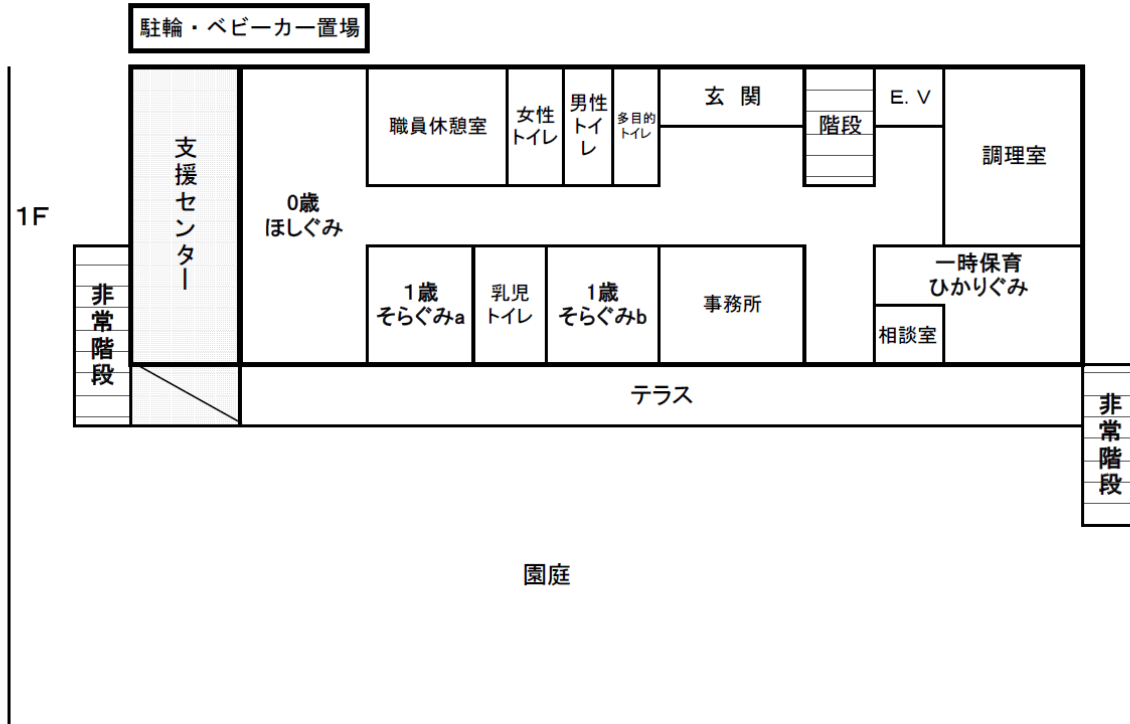 駐輪・ベビーカー置場
1F
支援センター
0歳
ほしぐみ
職員休憩室
女性
トイレ
男性
トイ
レ
多目的
トイレ
玄 関
階段
E.V
調理室
非常階段
1歳
そらぐみa
乳児
トイレ
1歳
そらぐみb
事務所
一時保育
ひかりぐみ
相談室
テラス
非常階段
園庭